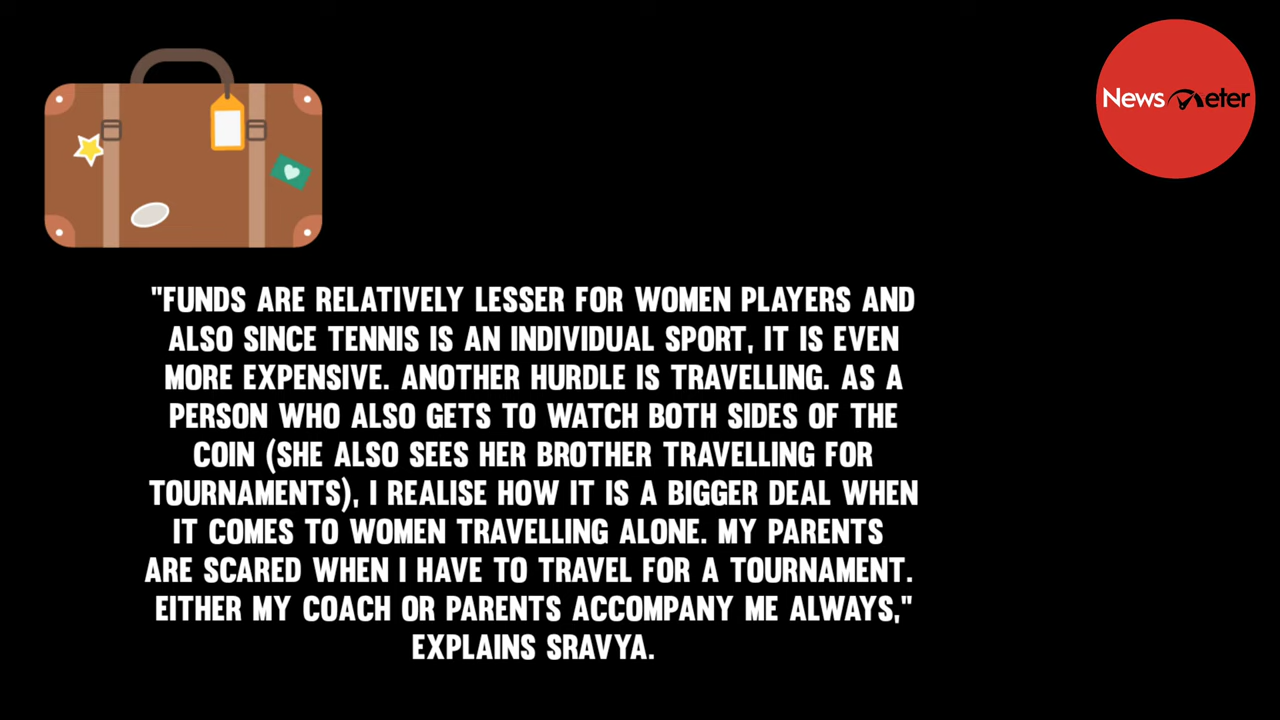 News meter
"FUNDS ARE RELATIVELY LESSER FOR WOMEN PLAYERS AND
ALSO SINCE TENNIS IS AN INDIVIDUAL SPORT, IT IS EVEN
MORE EXPENSIVE. ANOTHER HURDLE IS TRAVELLING. AS A
PERSON WHO ALSO GETS TO WATCH BOTH SIDES OF THE
COIN (SHE ALSO SEES HER BROTHER TRAVELLING FOR
TOURNAMENTS), I REALISE HOW IT IS A BIGGER DEAL WHEN
IT COMES TO WOMEN TRAVELLING ALONE. MY PARENTS
ARE SCARED WHEN I HAVE TO TRAVEL FOR A TOURNAMENT.
EITHER MY COACH OR PARENTS ACCOMPANY ME ALWAYS,"
EXPLAINS SRAVYA.